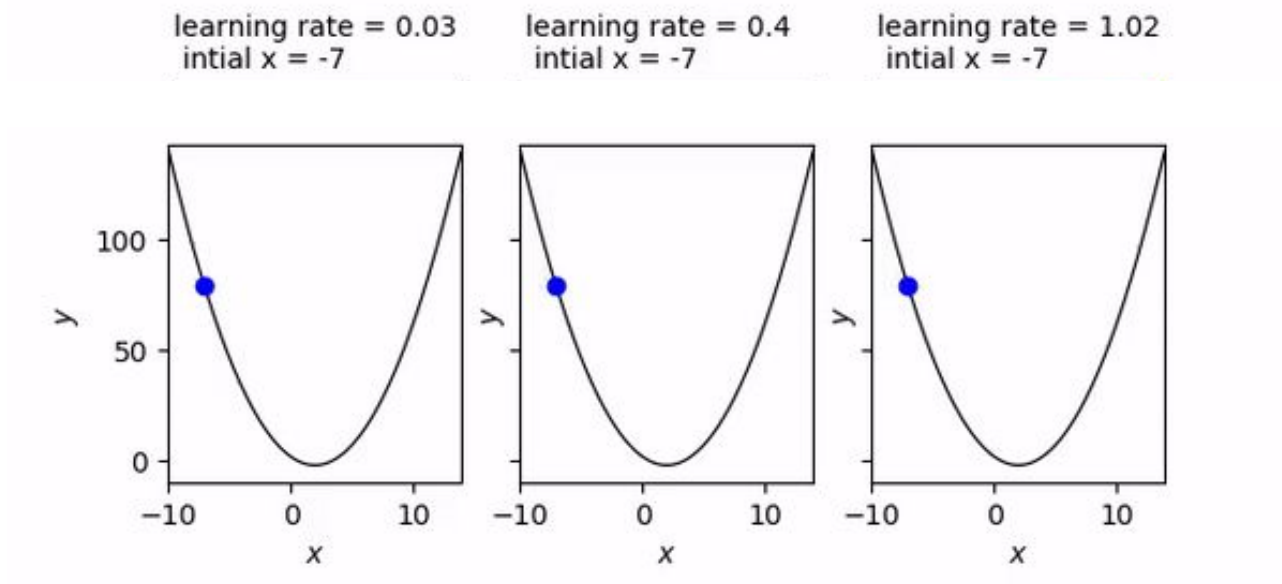 learning rate = 0.03
intial x = -7
learning rate = 0.4
intial x = -7
learning rate = 1.02
intial x = -7
100
50
0
y
−10 0 10
x
y
−10 0 10
x
y
−10 0 10
x